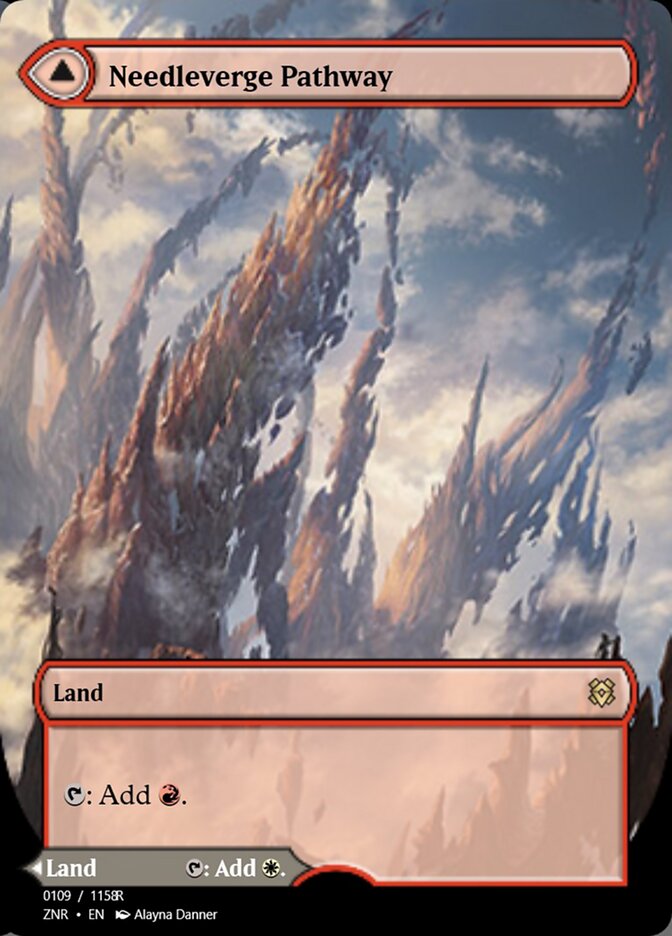 Needleverge Pathway
Land
: Add .
Land : Add .
0109 / 1158R
ZNR • EN Alayna Danner